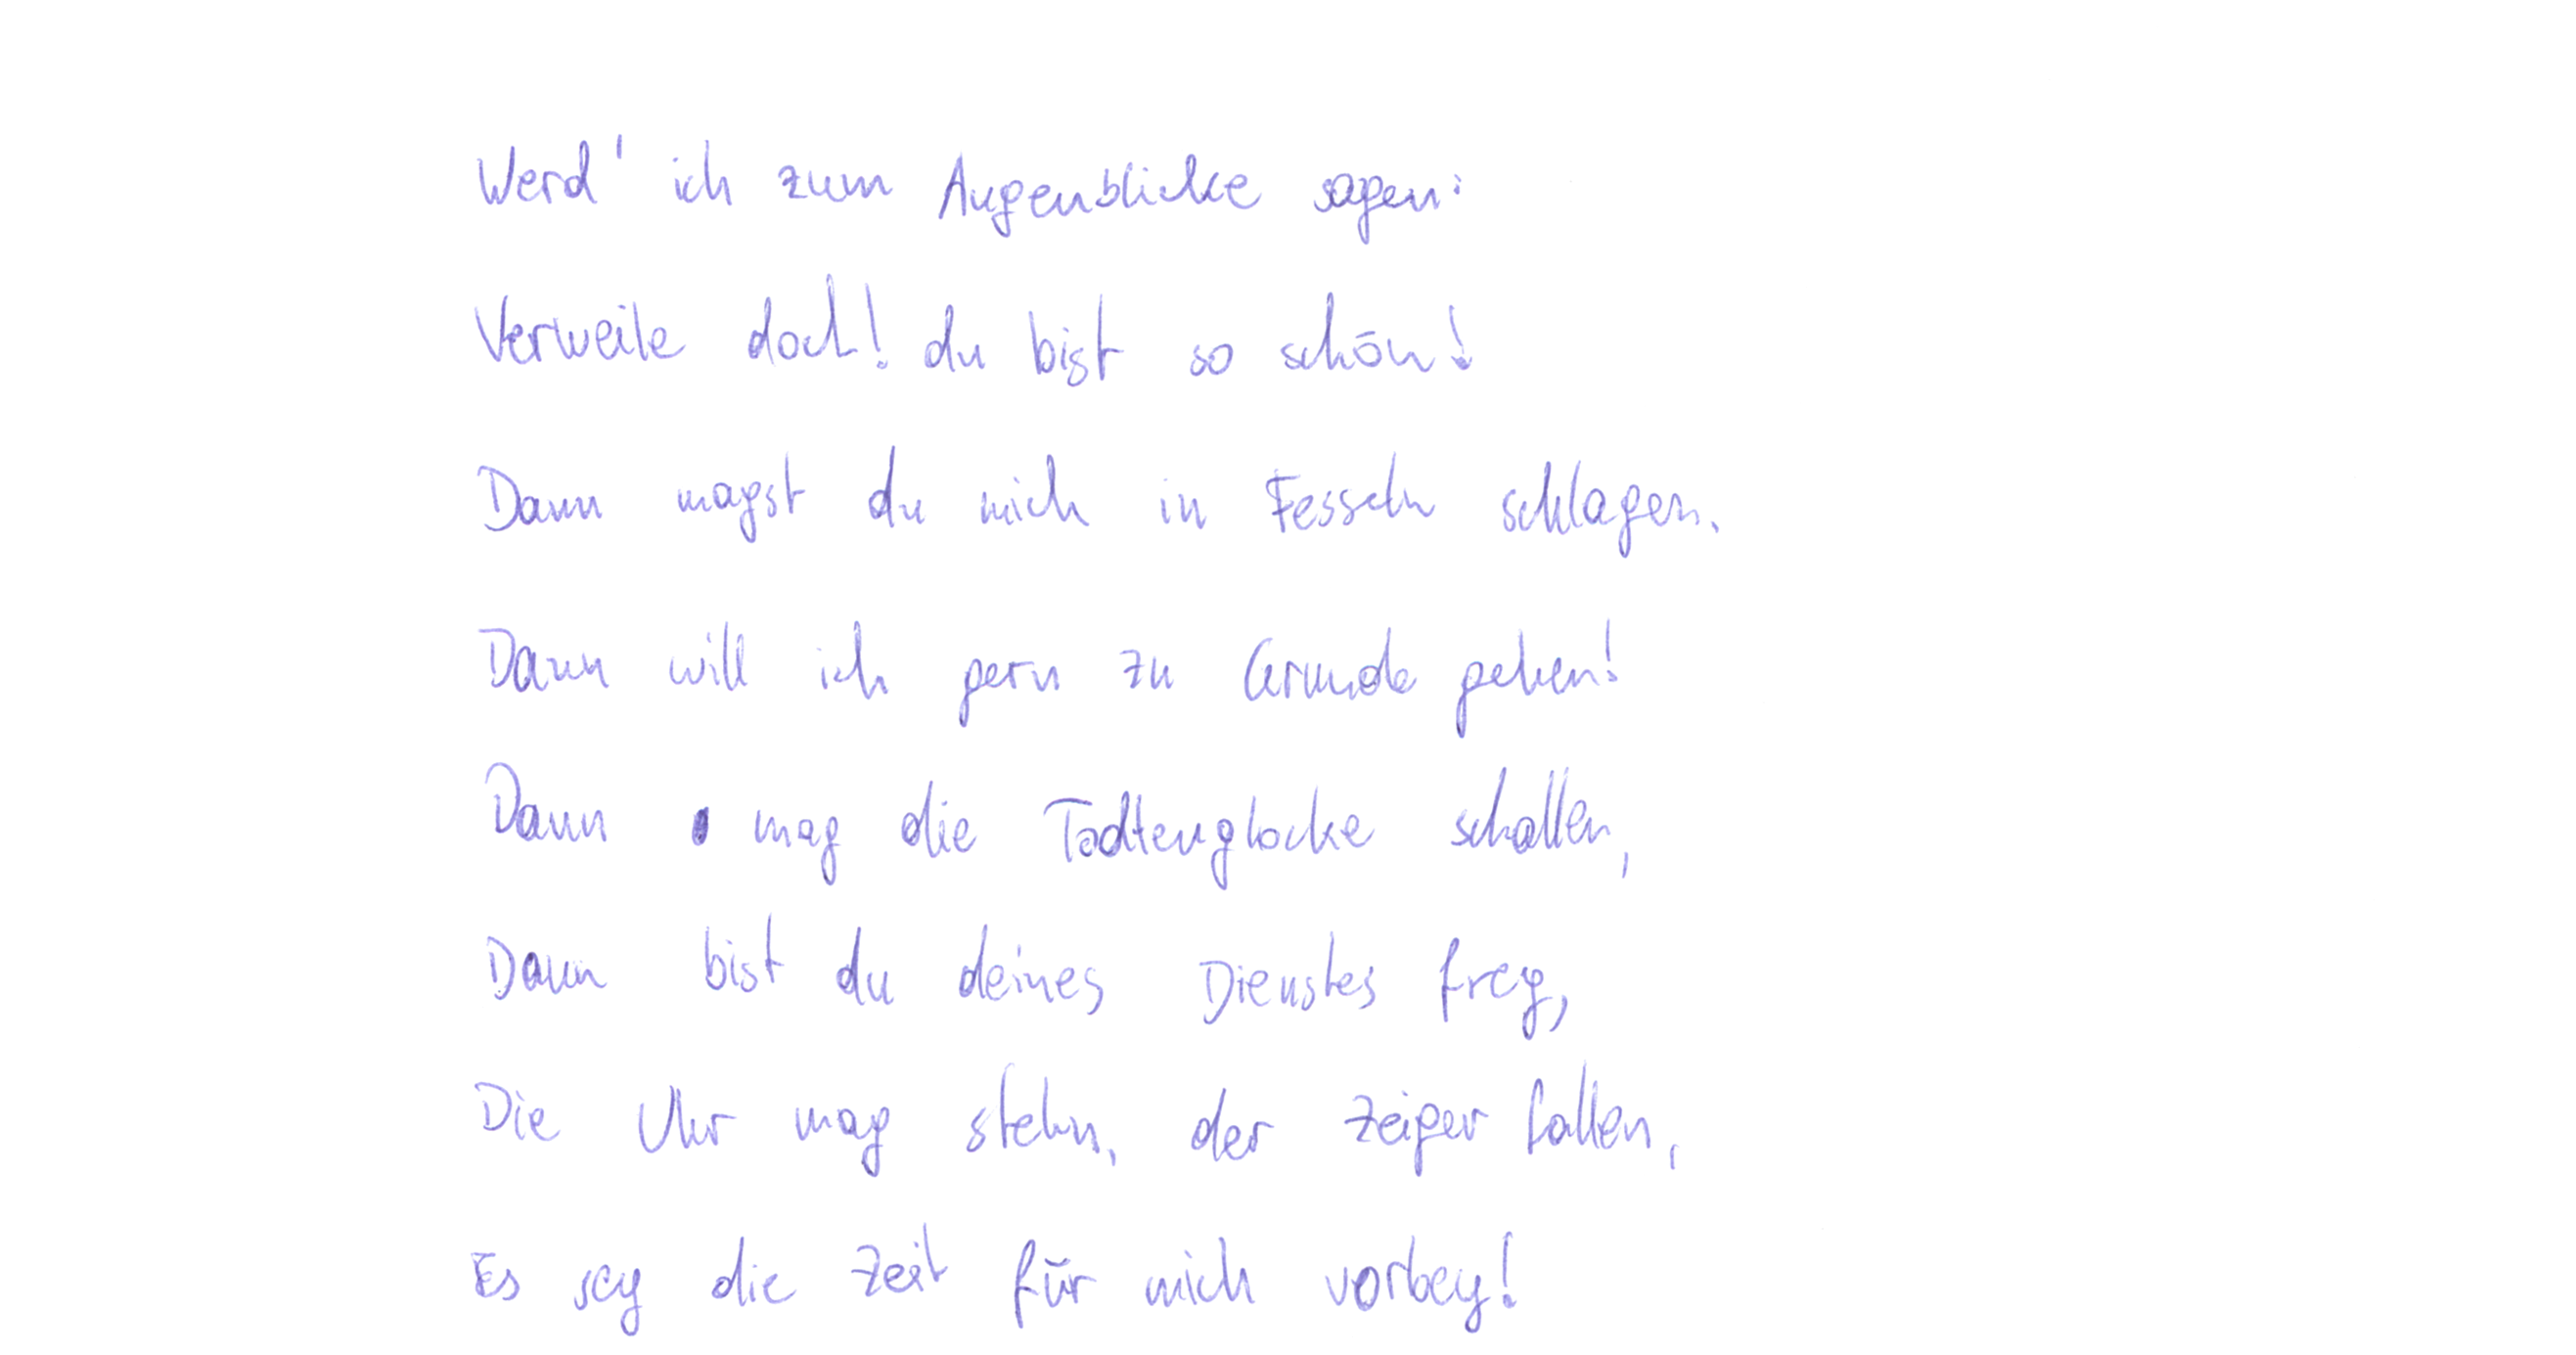 Werd' ich zum Augenblicke sagen:
Verweile doch! du bist so schön!
Dann magst du mich in Fesseln schlagen,
Dann will ich gern zu Grunde gehen!
Dann mag die Todtenglocke schallen,
Dann bist du deines Dienstes frey,
Die Uhr mag stehn, der Zeiger fallen,
Es sey die Zeit für mich vorbey!